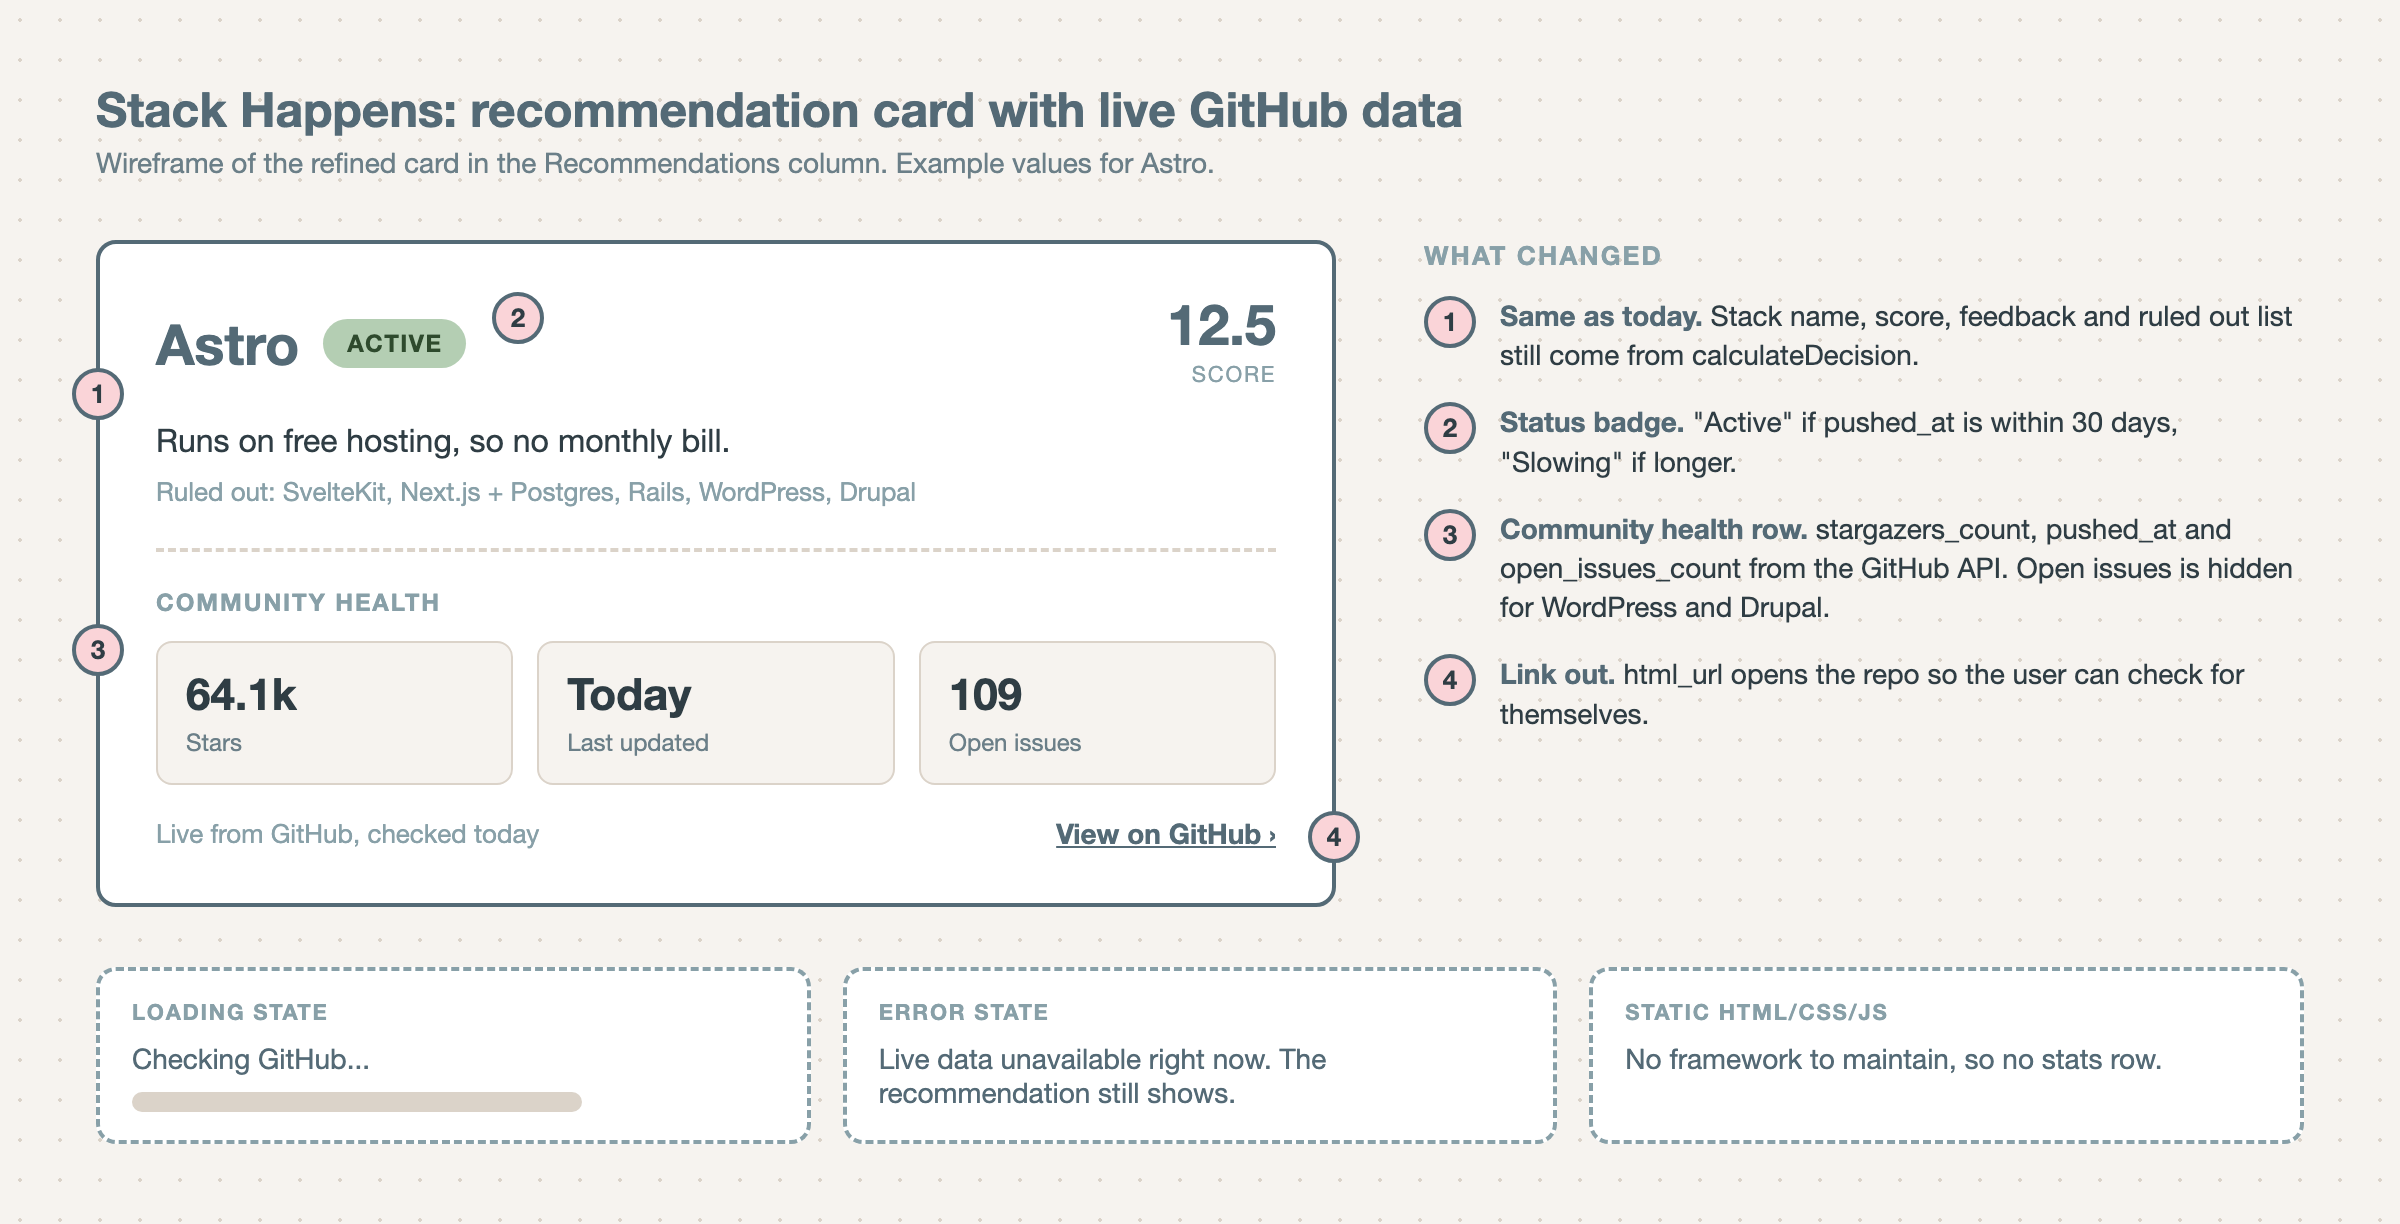 Stack Happens: recommendation card with live GitHub data
Wireframe of the refined card in the Recommendations column. Example values for Astro.
Astro
ACTIVE
2
12.5
SCORE
1
Runs on free hosting, so no monthly bill.
Ruled out: SvelteKit, Next.js + Postgres, Rails, WordPress, Drupal
COMMUNITY HEALTH
3
64.1k
Stars
Today
Last updated
109
Open issues
Live from GitHub, checked today
View on GitHub ›
4
WHAT CHANGED
1
Same as today. Stack name, score, feedback and ruled out list
still come from calculateDecision.
2
Status badge. "Active" if pushed_at is within 30 days,
"Slowing" if longer.
3
Community health row. stargazers_count, pushed_at and
open_issues_count from the GitHub API. Open issues is hidden
for WordPress and Drupal.
4
Link out. html_url opens the repo so the user can check for
themselves.
LOADING STATE
Checking GitHub...
ERROR STATE
Live data unavailable right now. The
recommendation still shows.
STATIC HTML/CSS/JS
No framework to maintain, so no stats row.